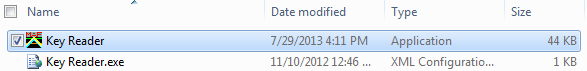 Name Date modified Type Size
Key Reader 7/29/2013 4:11 PM Application 44 KB
Key Reader.exe 11/10/2012 12:46 ... XML Configuratio... 1 KB